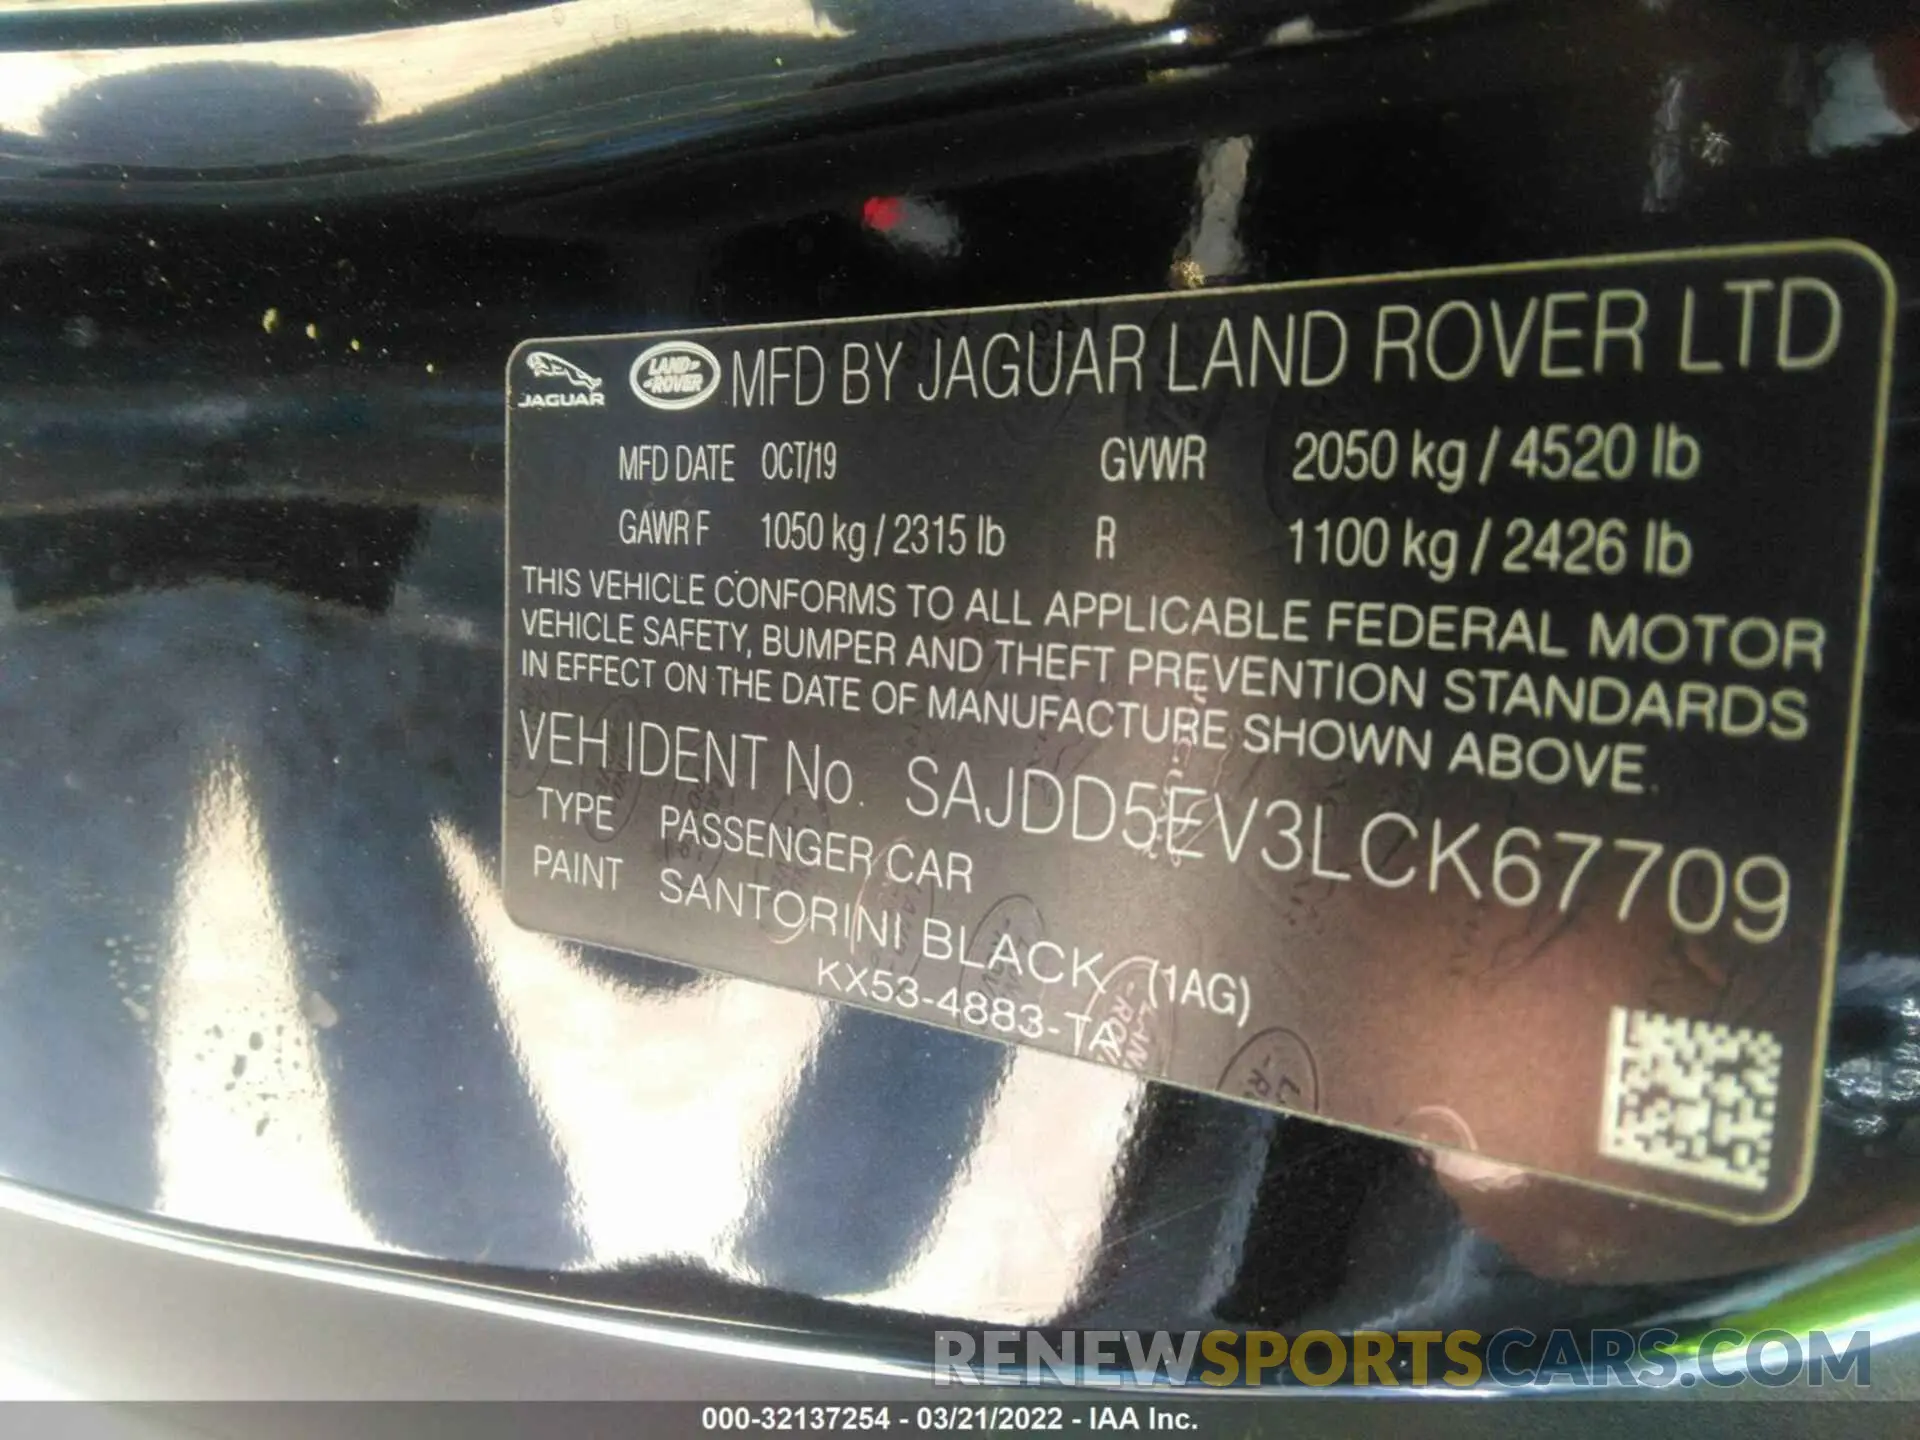 JAGUAR LAND ROVER MFD BY JAGUAR LAND ROVER LTD
MFD DATE OCT/19 GVWR 2050 kg / 4520 lb
GAWR F 1050 kg / 2315 lb R 1100 kg / 2426 lb
THIS VEHICLE CONFORMS TO ALL APPLICABLE FEDERAL MOTOR
VEHICLE SAFETY, BUMPER AND THEFT PREVENTION STANDARDS
IN EFFECT ON THE DATE OF MANUFACTURE SHOWN ABOVE.
VEH IDENT No. SAJDD5EV3LCK67709
TYPE PASSENGER CAR
PAINT SANTORINI BLACK (1AG)
KX53-4883-TA
RENEWSPORTSCARS.COM
000-32137254 - 03/21/2022 - IAA Inc.